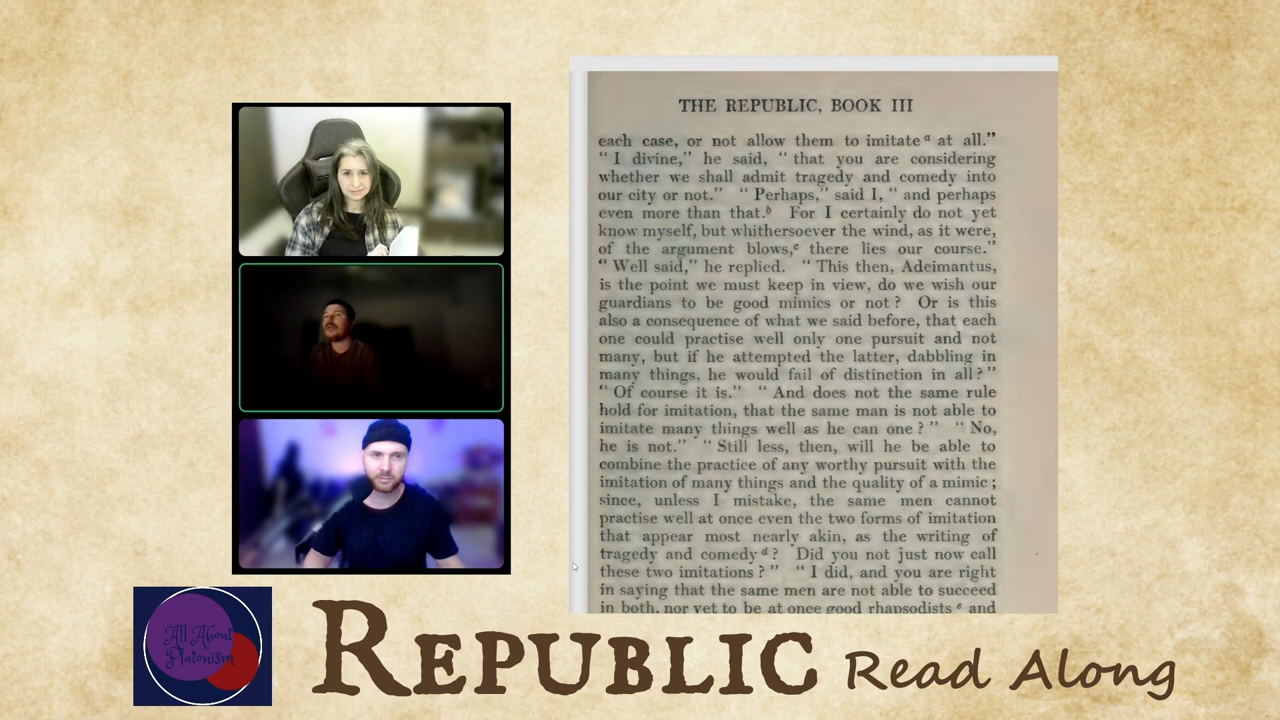 THE REPUBLIC, BOOK III
each case, or not allow them to imitate ᵃ at all.”
“ I divine,” he said, “ that you are considering
whether we shall admit tragedy and comedy into
our city or not.” “ Perhaps,” said I, “ and perhaps
even more than that.ᵇ For I certainly do not yet
know myself, but whithersoever the wind, as it were,
of the argument blows,ᶜ there lies our course.”
“ Well said,” he replied. “ This then, Adeimantus,
is the point we must keep in view, do we wish our
guardians to be good mimics or not ? Or is this
also a consequence of what we said before, that each
one could practise well only one pursuit and not
many, but if he attempted the latter, dabbling in
many things, he would fail of distinction in all ? ”
“ Of course it is.” “ And does not the same rule
hold for imitation, that the same man is not able to
imitate many things well as he can one ? ” “ No,
he is not.” “ Still less, then, will he be able to
combine the practice of any worthy pursuit with the
imitation of many things and the quality of a mimic ;
since, unless I mistake, the same men cannot
practise well at once even the two forms of imitation
that appear most nearly akin, as the writing of
tragedy and comedy ᵈ ? Did you not just now call
these two imitations ? ” “ I did, and you are right
in saying that the same men are not able to succeed
in both, nor yet to be at once good rhapsodists ᵉ and
All About
Platonism
REPUBLIC Read Along